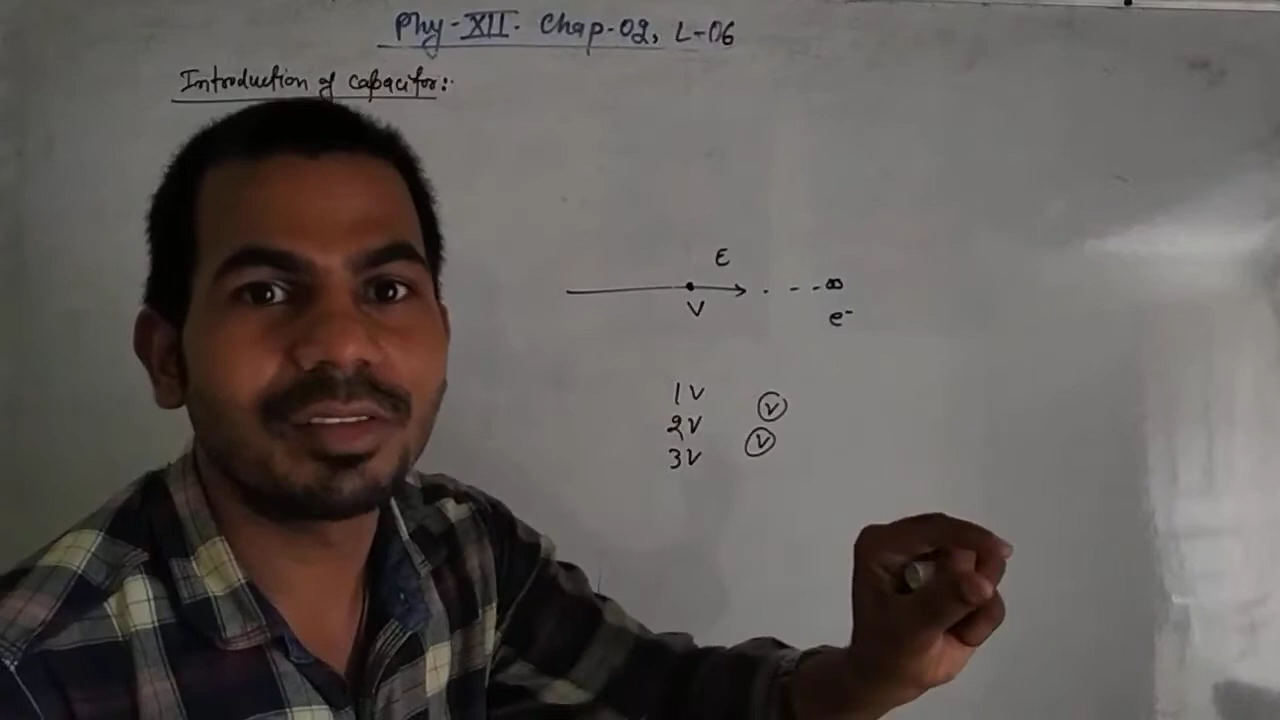 Phy-XII. Chap-02, L-06
Introduction of capacitor:-
E
∞
V
e-
1V
V
2V
V
3V